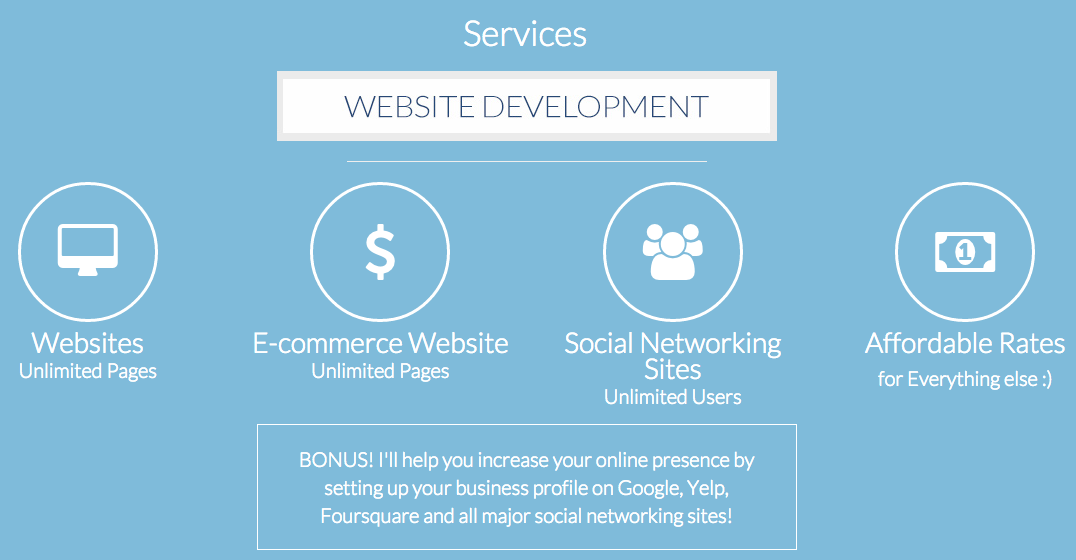 Services
WEBSITE DEVELOPMENT
1
Websites
Unlimited Pages
E-commerce Website
Unlimited Pages
Social Networking
Sites
Unlimited Users
Affordable Rates
for Everything else :)
BONUS! I'll help you increase your online presence by
setting up your business profile on Google, Yelp,
Foursquare and all major social networking sites!